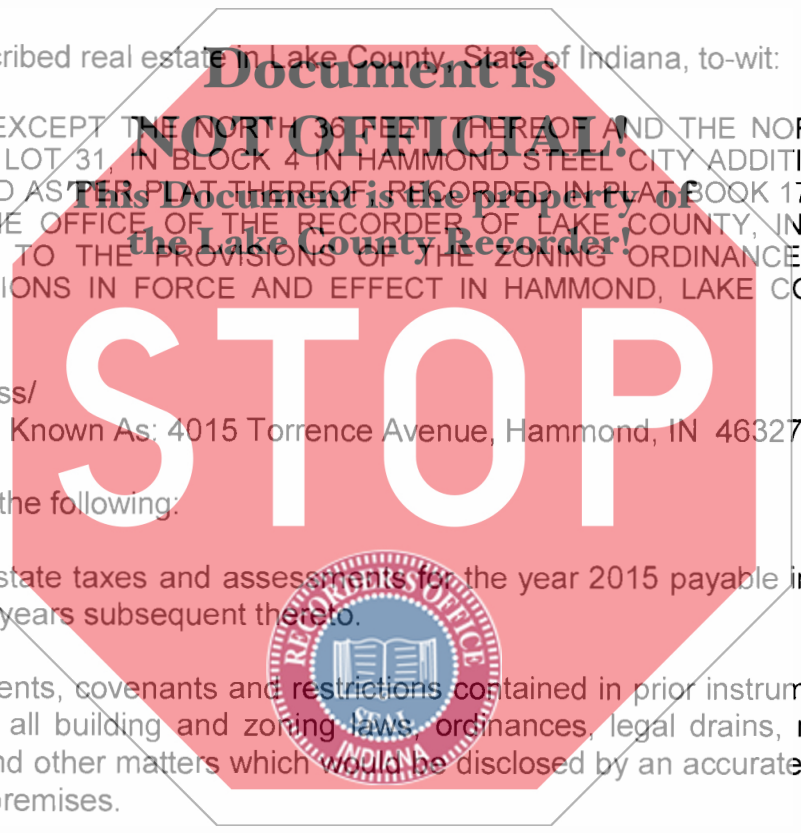 cribed real estate in Lake County, State of Indiana, to-wit:
Document is
EXCEPT THE NORTH 36 FEET THEREOF AND THE NOR
NOT OFFICIAL!
LOT 31, IN BLOCK 4 IN HAMMOND STEEL CITY ADDITI
D AS PER PLAT THEREOF, RECORDED IN PLAT BOOK 17
This Document is the property of
E OFFICE OF THE RECORDER OF LAKE COUNTY, IN
the Lake County Recorder!
TO THE PROVISIONS OF THE ZONING ORDINANCE
IONS IN FORCE AND EFFECT IN HAMMOND, LAKE CO
STOP
ss/
Known As: 4015 Torrence Avenue, Hammond, IN 46327
the following:
state taxes and assessments for the year 2015 payable in
years subsequent thereto.
RECORDER'S OFFICE
SEAL
INDIANA
ents, covenants and restrictions contained in prior instrum
all building and zoning laws, ordinances, legal drains, r
nd other matters which would be disclosed by an accurate
premises.